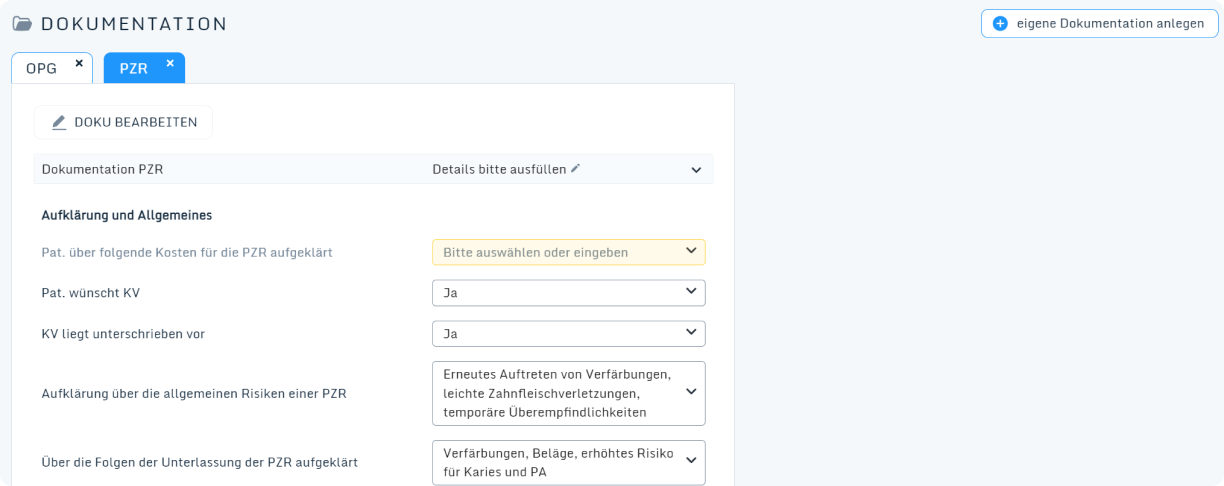 DOKUMENTATION
eigene Dokumentation anlegen
OPG
PZR
DOKU BEARBEITEN
Dokumentation PZR
Details bitte ausfüllen
Aufklärung und Allgemeines
Pat. über folgende Kosten für die PZR aufgeklärt
Bitte auswählen oder eingeben
Pat. wünscht KV
Ja
KV liegt unterschrieben vor
Ja
Aufklärung über die allgemeinen Risiken einer PZR
Erneutes Auftreten von Verfärbungen,
leichte Zahnfleischverletzungen,
temporäre Überempfindlichkeiten
Über die Folgen der Unterlassung der PZR aufgeklärt
Verfärbungen, Beläge, erhöhtes Risiko
für Karies und PA